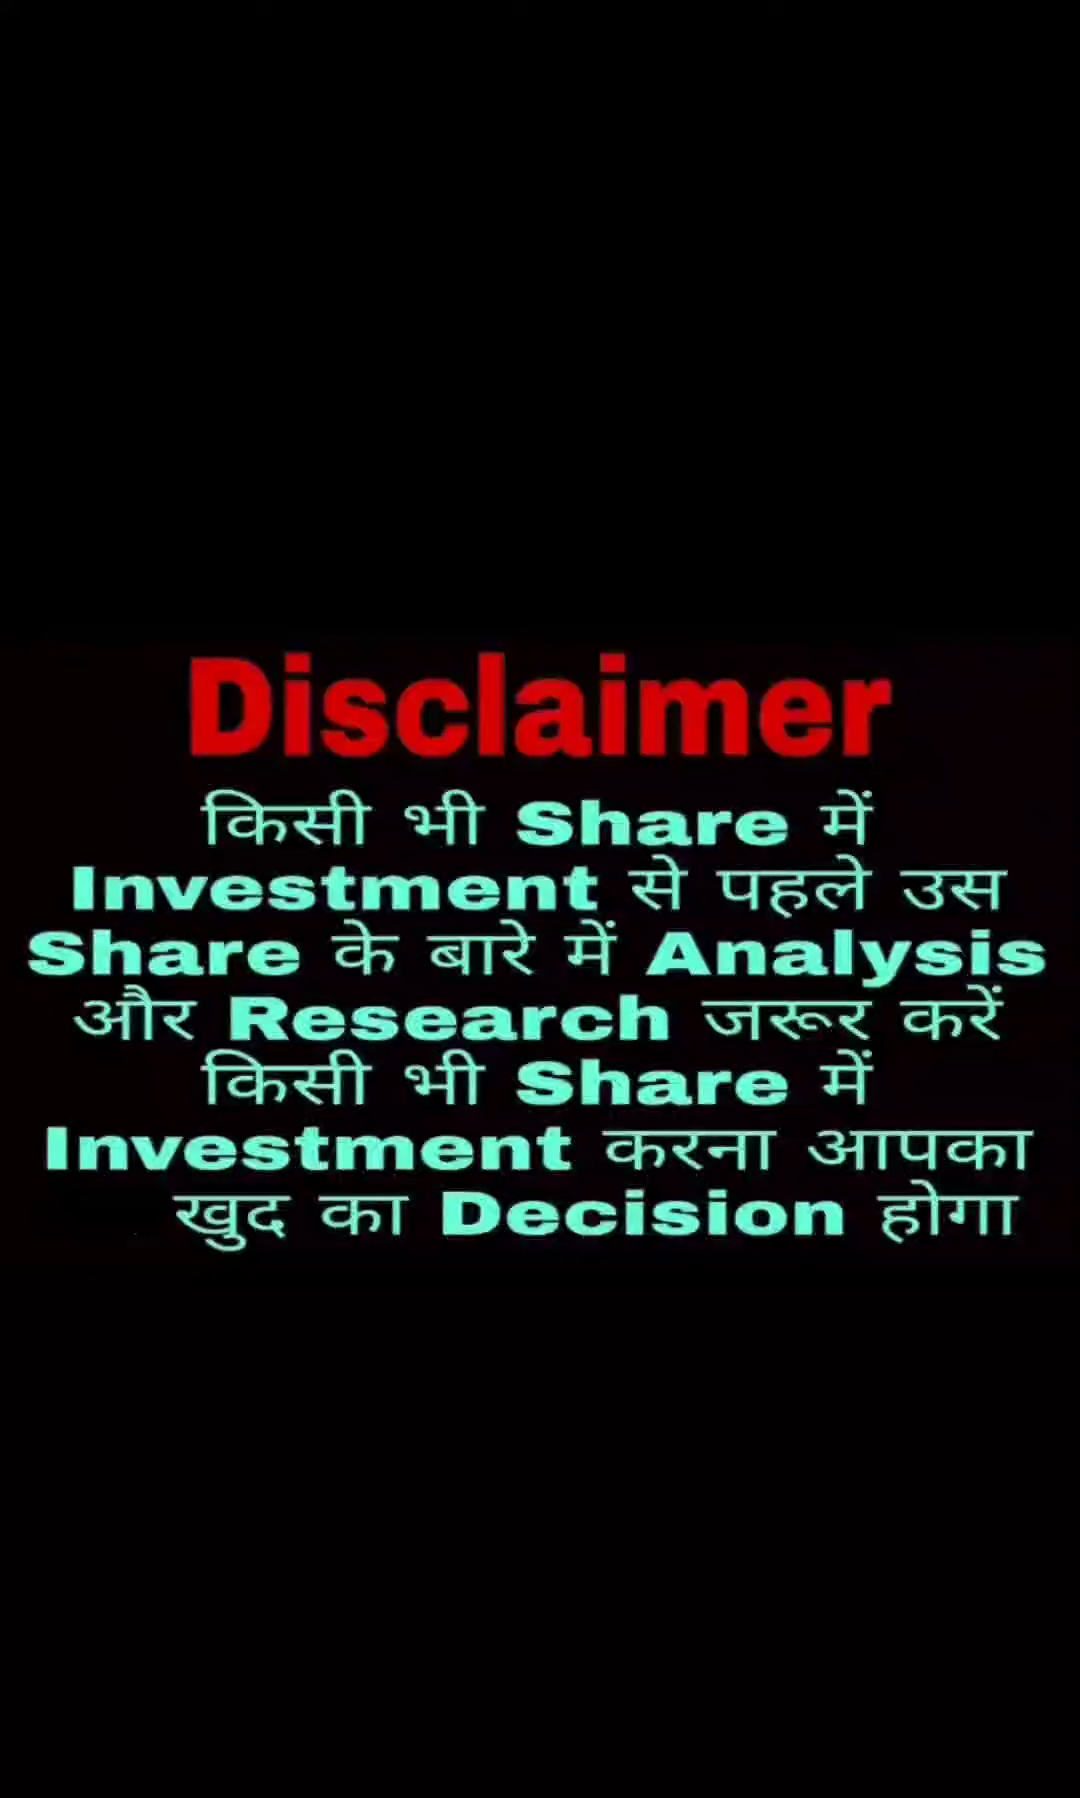 Disclaimer
किसी भी Share में
Investment से पहले उस
Share के बारे में Analysis
और Research जरूर करें
किसी भी Share में
Investment करना आपका
खुद का Decision होगा